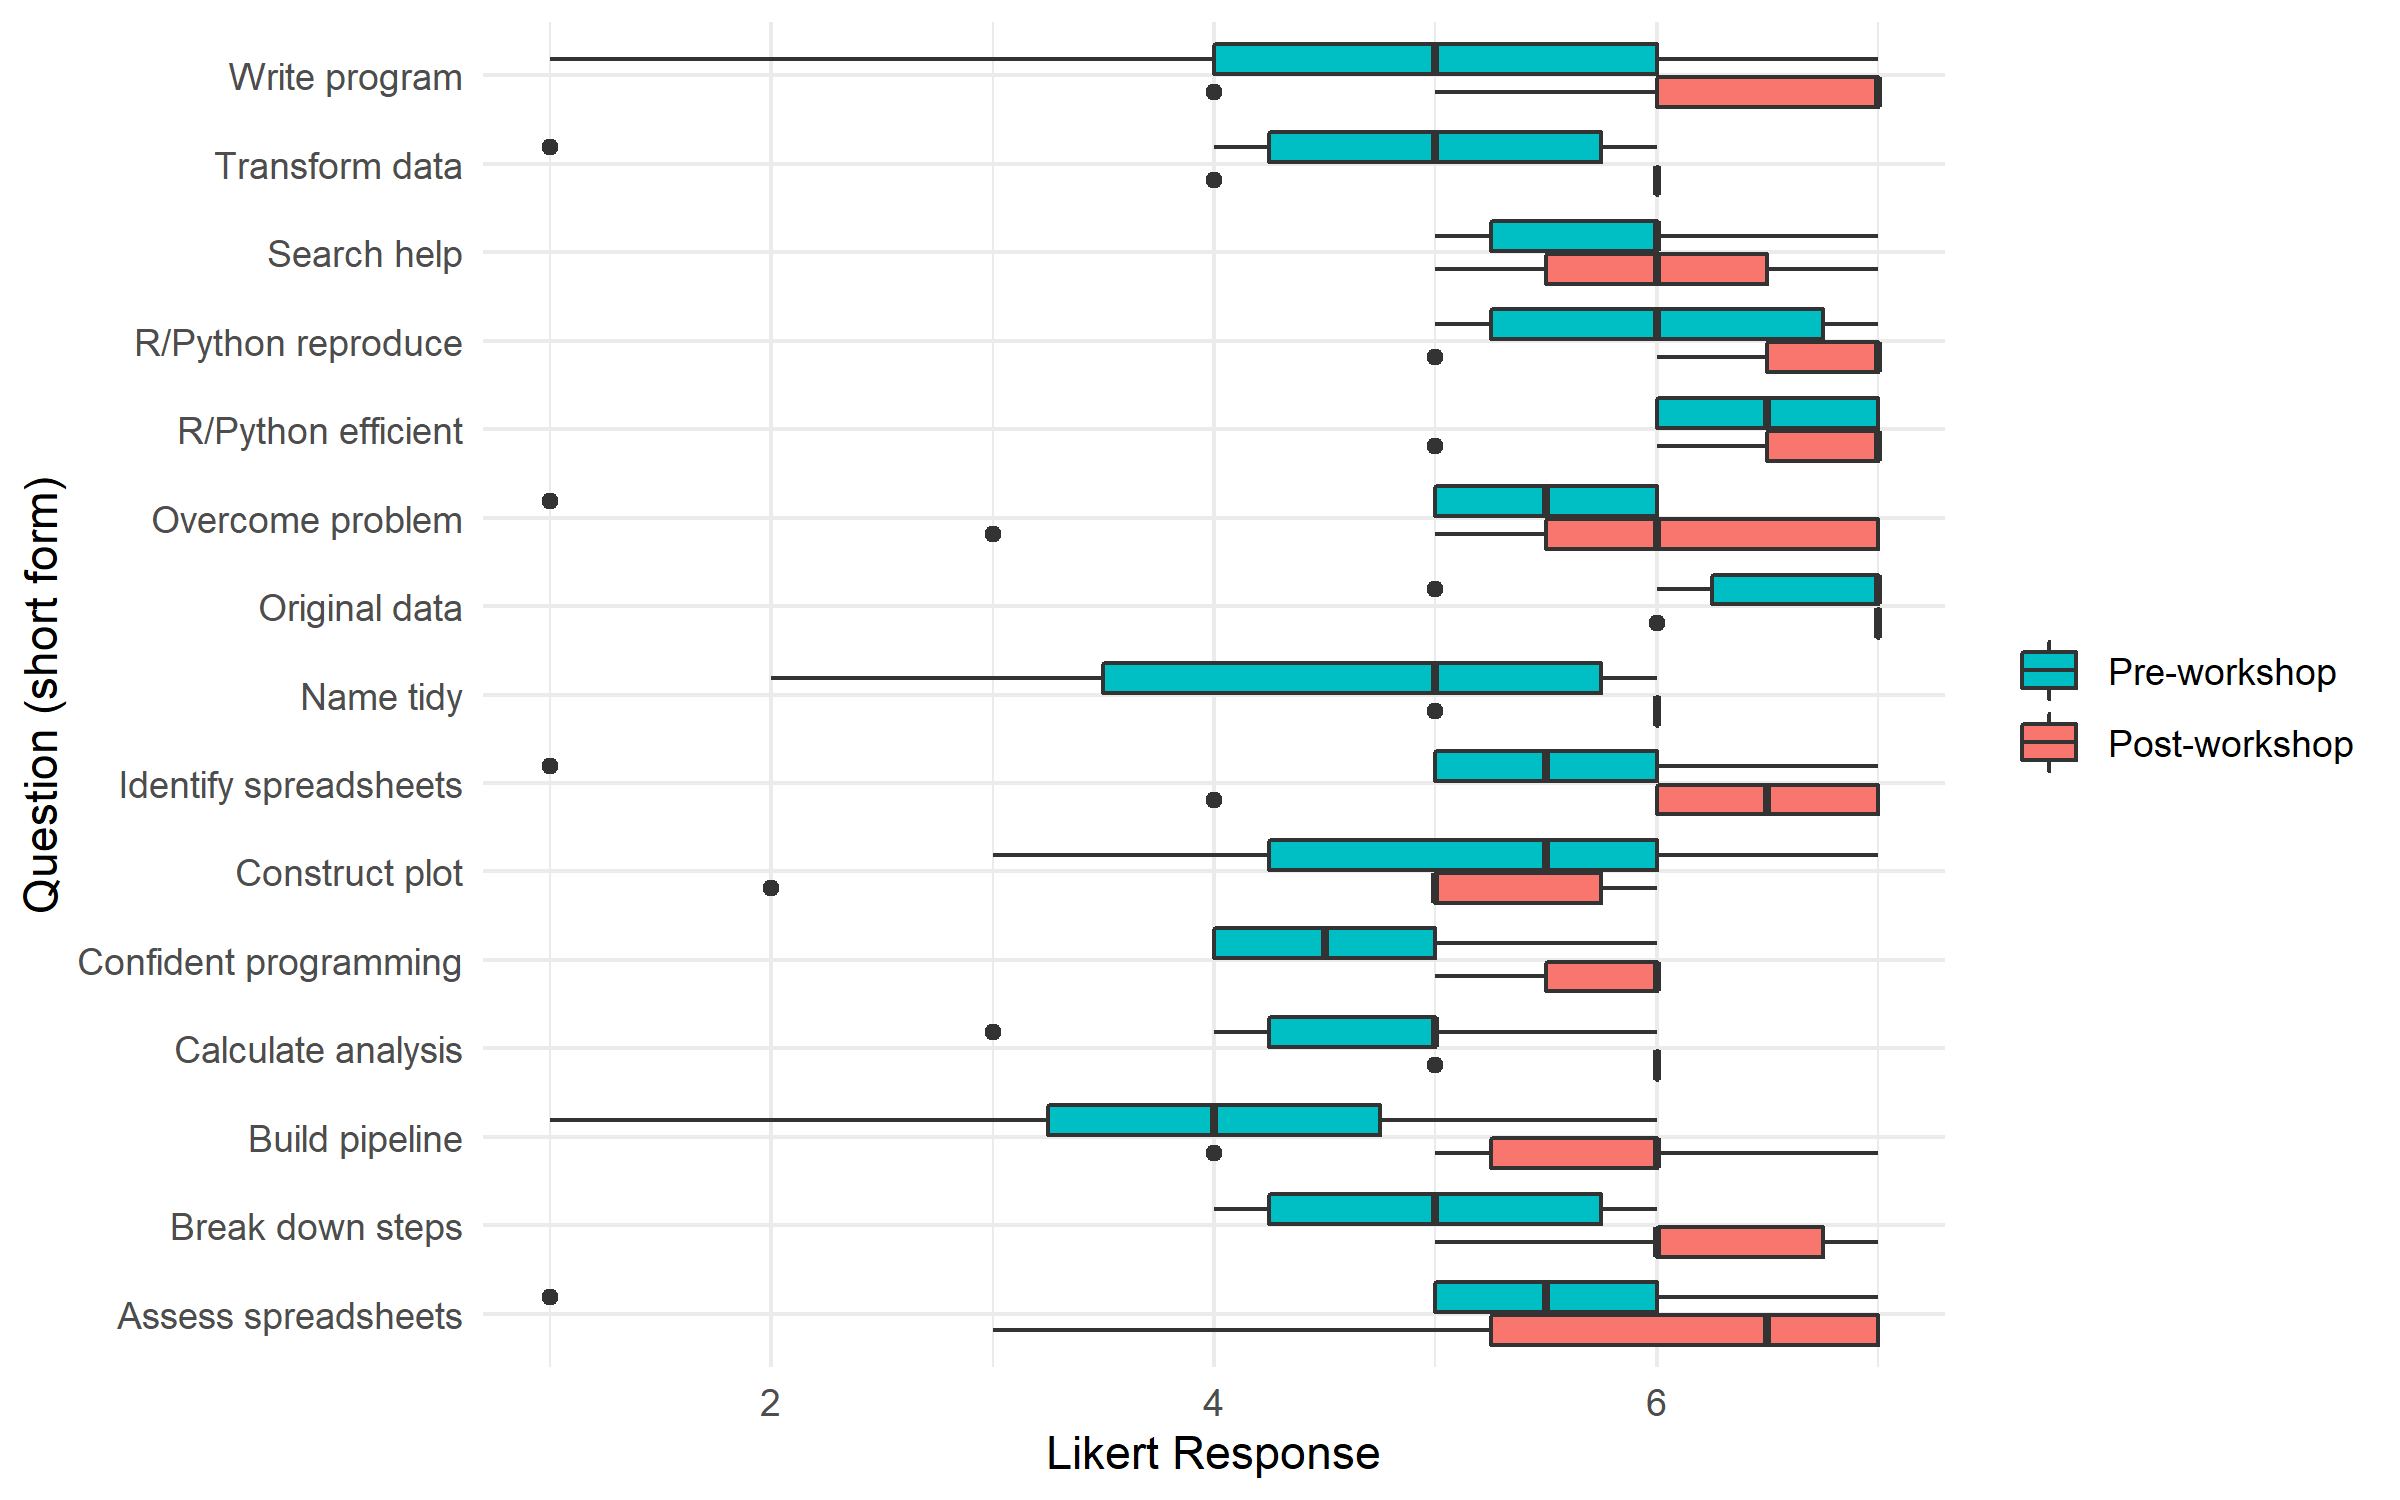 Write program
Transform data
Search help
R/Python reproduce
R/Python efficient
Overcome problem
Original data
Name tidy
Identify spreadsheets
Construct plot
Confident programming
Calculate analysis
Build pipeline
Break down steps
Assess spreadsheets
Question (short form)
2 4 6
Likert Response
Pre-workshop
Post-workshop